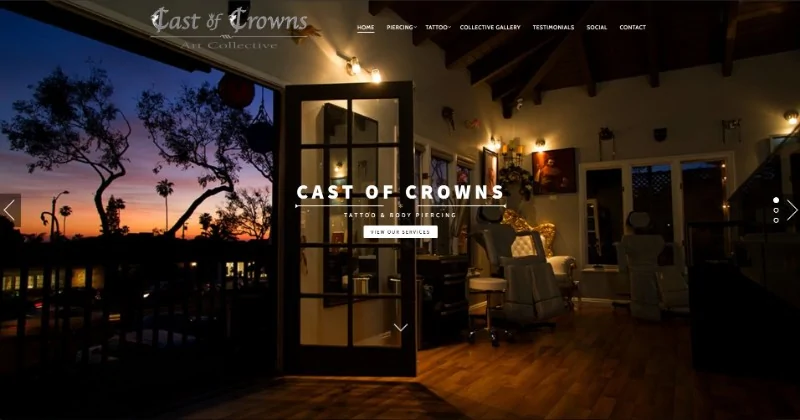 Cast of Crowns
Art Collective
HOME PIERCING TATTOO COLLECTIVE GALLERY TESTIMONIALS SOCIAL CONTACT
CAST OF CROWNS
TATTOO & BODY PIERCING
VIEW OUR SERVICES